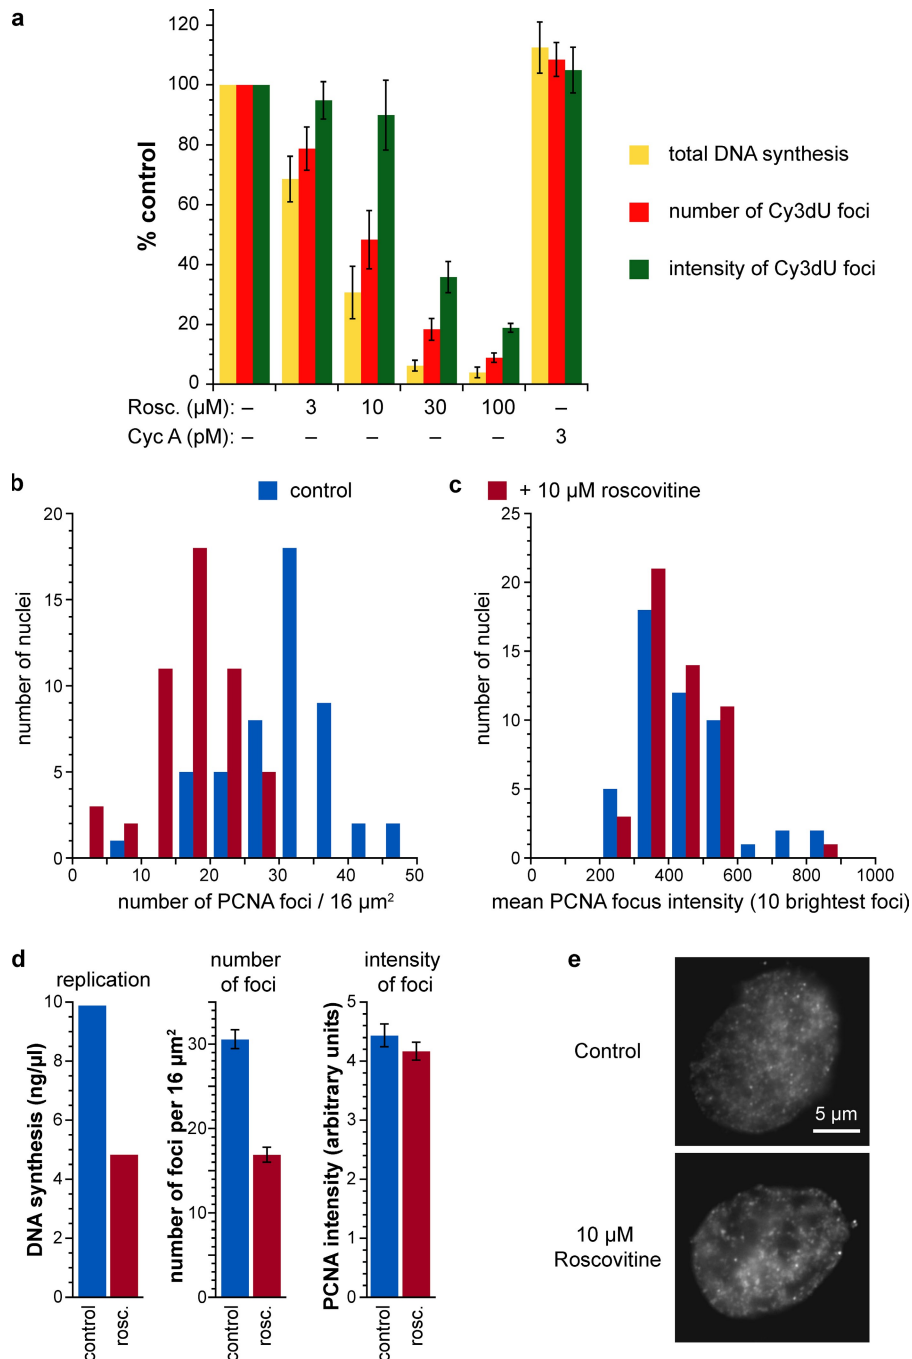 a
120
100
80
60
40
20
0
% control
total DNA synthesis
number of Cy3dU foci
intensity of Cy3dU foci
Rosc. (µM): – 3 10 30 100 –
Cyc A (pM): – – – – – 3
b
control
c
+ 10 µM roscovitine
20
15
10
5
0
number of nuclei
0 10 20 30 40 50
number of PCNA foci / 16 µm²
25
20
15
10
5
0
number of nuclei
0 200 400 600 800 1000
mean PCNA focus intensity (10 brightest foci)
d
replication
10
8
6
4
2
0
DNA synthesis (ng/µl)
control
rosc.
number
of foci
30
20
10
0
number of foci per 16 µm²
control
rosc.
intensity
of foci
5
4
3
2
1
0
PCNA intensity (arbitrary units)
control
rosc.
e
Control
5 µm
10 µM
Roscovitine